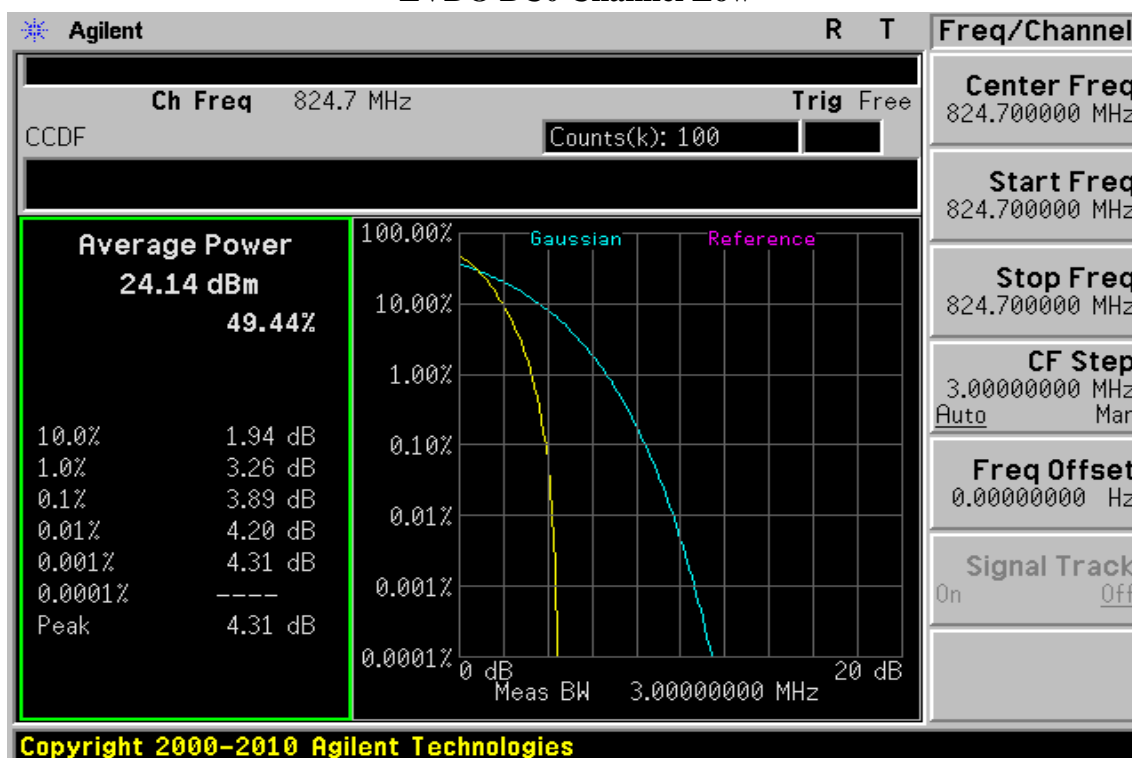 Agilent R T Freq/Channel
Ch Freq 824.7 MHz Trig Free
CCDF Counts(k): 100
Center Freq
824.700000 MHz
Start Freq
824.700000 MHz
Stop Freq
824.700000 MHz
CF Step
3.00000000 MHz
Auto Man
Freq Offset
0.00000000 Hz
Signal Track
On Off
Average Power
24.14 dBm
49.44%
10.0% 1.94 dB
1.0% 3.26 dB
0.1% 3.89 dB
0.01% 4.20 dB
0.001% 4.31 dB
0.0001% ----
Peak 4.31 dB
Gaussian Reference
100.00%
10.00%
1.00%
0.10%
0.01%
0.001%
0.0001%
0 dB 20 dB
Meas BW 3.00000000 MHz
Copyright 2000-2010 Agilent Technologies